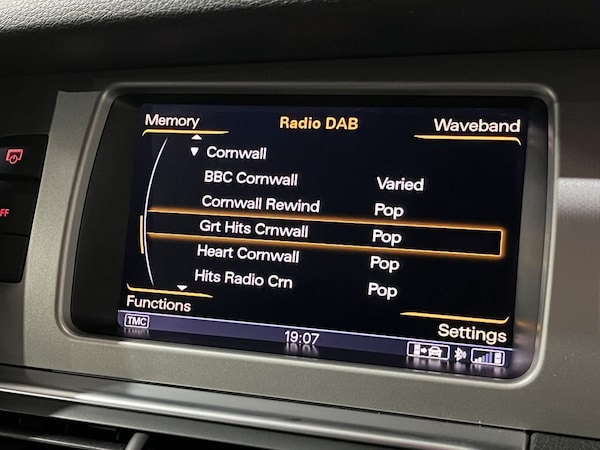 Memory Radio DAB Waveband
Cornwall
BBC Cornwall Varied
Cornwall Rewind Pop
Grt Hits Crnwall Pop
Heart Cornwall Pop
Hits Radio Crn Pop
Functions Settings
TMC 19:07
FF